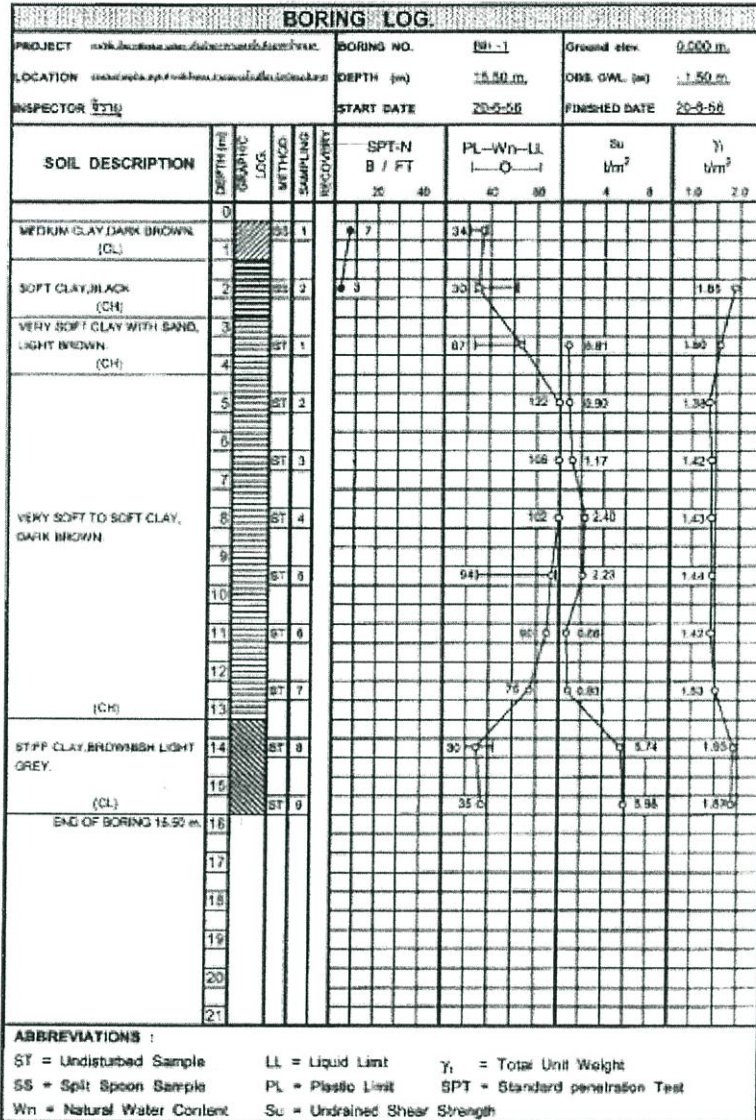 BORING LOG.
PROJECT
BORING NO. BH-1
Ground elev. 0.000 m.
LOCATION
DEPTH (m) 15.50 m.
OBS. GWL. (m) -1.50 m.
INSPECTOR
START DATE 20-6-56
FINISHED DATE 20-6-56
SOIL DESCRIPTION
DEPTH (m)
GRAPHIC LOG.
METHOD
SAMPLING
RECOVERY
SPT-N
B / FT
20 40
PL—Wn—LL
40 80
Su
t/m²
4 8
γt
t/m³
1.0 2.0
0
MEDIUM CLAY, DARK BROWN. SS 1 7 34
(CL) 1
SOFT CLAY, BLACK 2 SS 2 3 30 1.85
(CH)
3
VERY SOFT CLAY WITH SAND,
LIGHT BROWN. ST 1 67 0.81 1.60
(CH) 4
5 ST 2 122 0.90 1.38
6
ST 3 106 1.17 1.42
7
VERY SOFT TO SOFT CLAY, 8 ST 4 102 2.40 1.43
DARK BROWN.
9
ST 5 94 2.23 1.44
10
11 ST 6 90 1.42
12
ST 7 75 0.83 1.53
(CH) 13
STIFF CLAY, BROWNISH LIGHT 14 ST 8 30 5.74 1.95
GREY.
15
(CL) ST 9 35 5.95 1.87
END OF BORING 15.50 m. 16
17
18
19
20
21
ABBREVIATIONS :
ST = Undisturbed Sample LL = Liquid Limit γt = Total Unit Weight
SS = Split Spoon Sample PL = Plastic Limit SPT = Standard penetration Test
Wn = Natural Water Content Su = Undrained Shear Strength